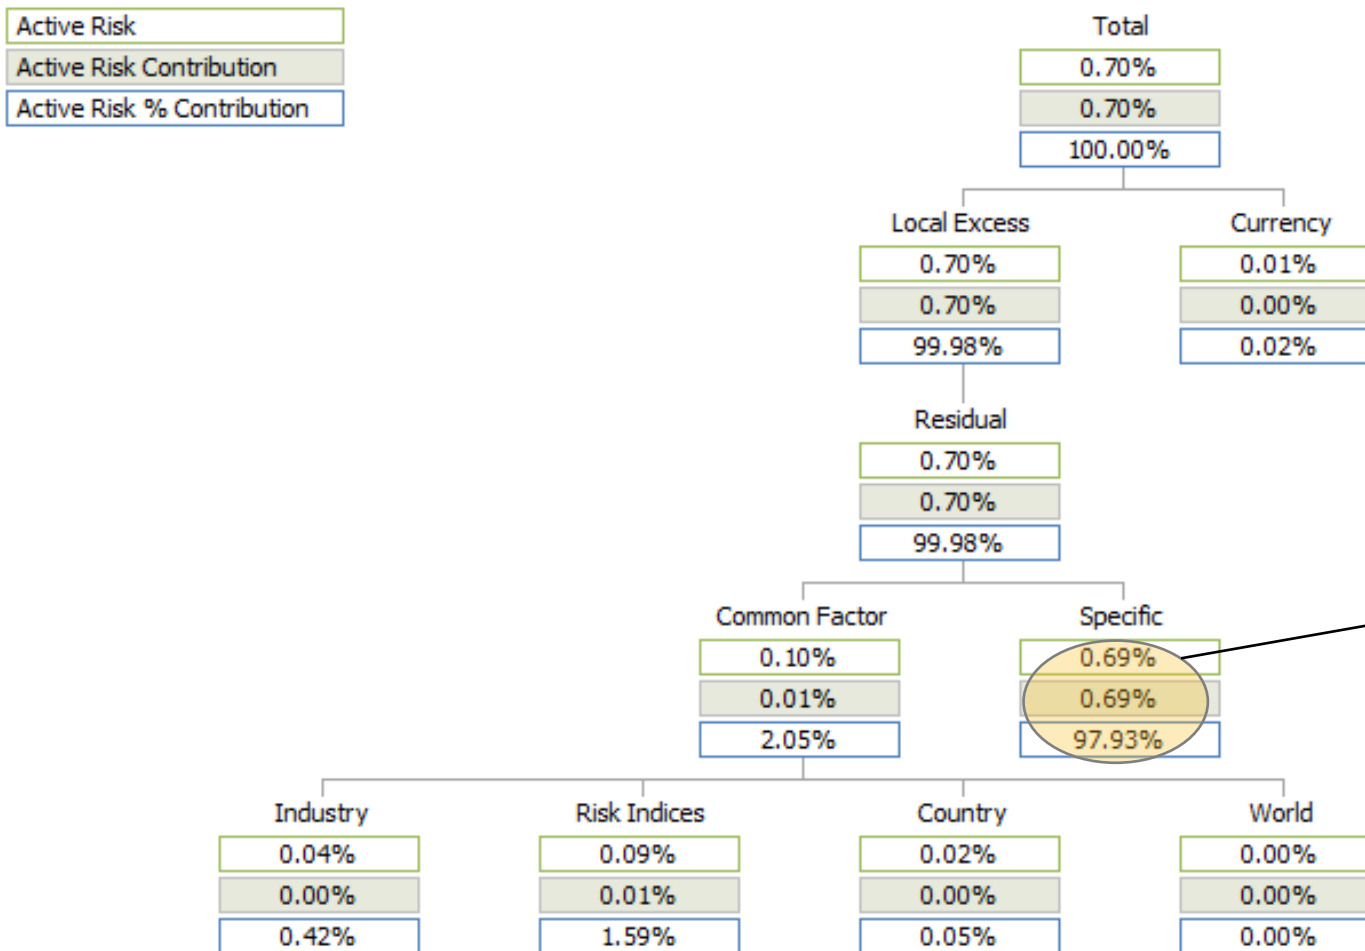 Active Risk
Active Risk Contribution
Active Risk % Contribution
Total
0.70%
0.70%
100.00%
Local Excess
0.70%
0.70%
99.98%
Currency
0.01%
0.00%
0.02%
Residual
0.70%
0.70%
99.98%
Common Factor
0.10%
0.01%
2.05%
Specific
0.69%
0.69%
97.93%
Industry
0.04%
0.00%
0.42%
Risk Indices
0.09%
0.01%
1.59%
Country
0.02%
0.00%
0.05%
World
0.00%
0.00%
0.00%